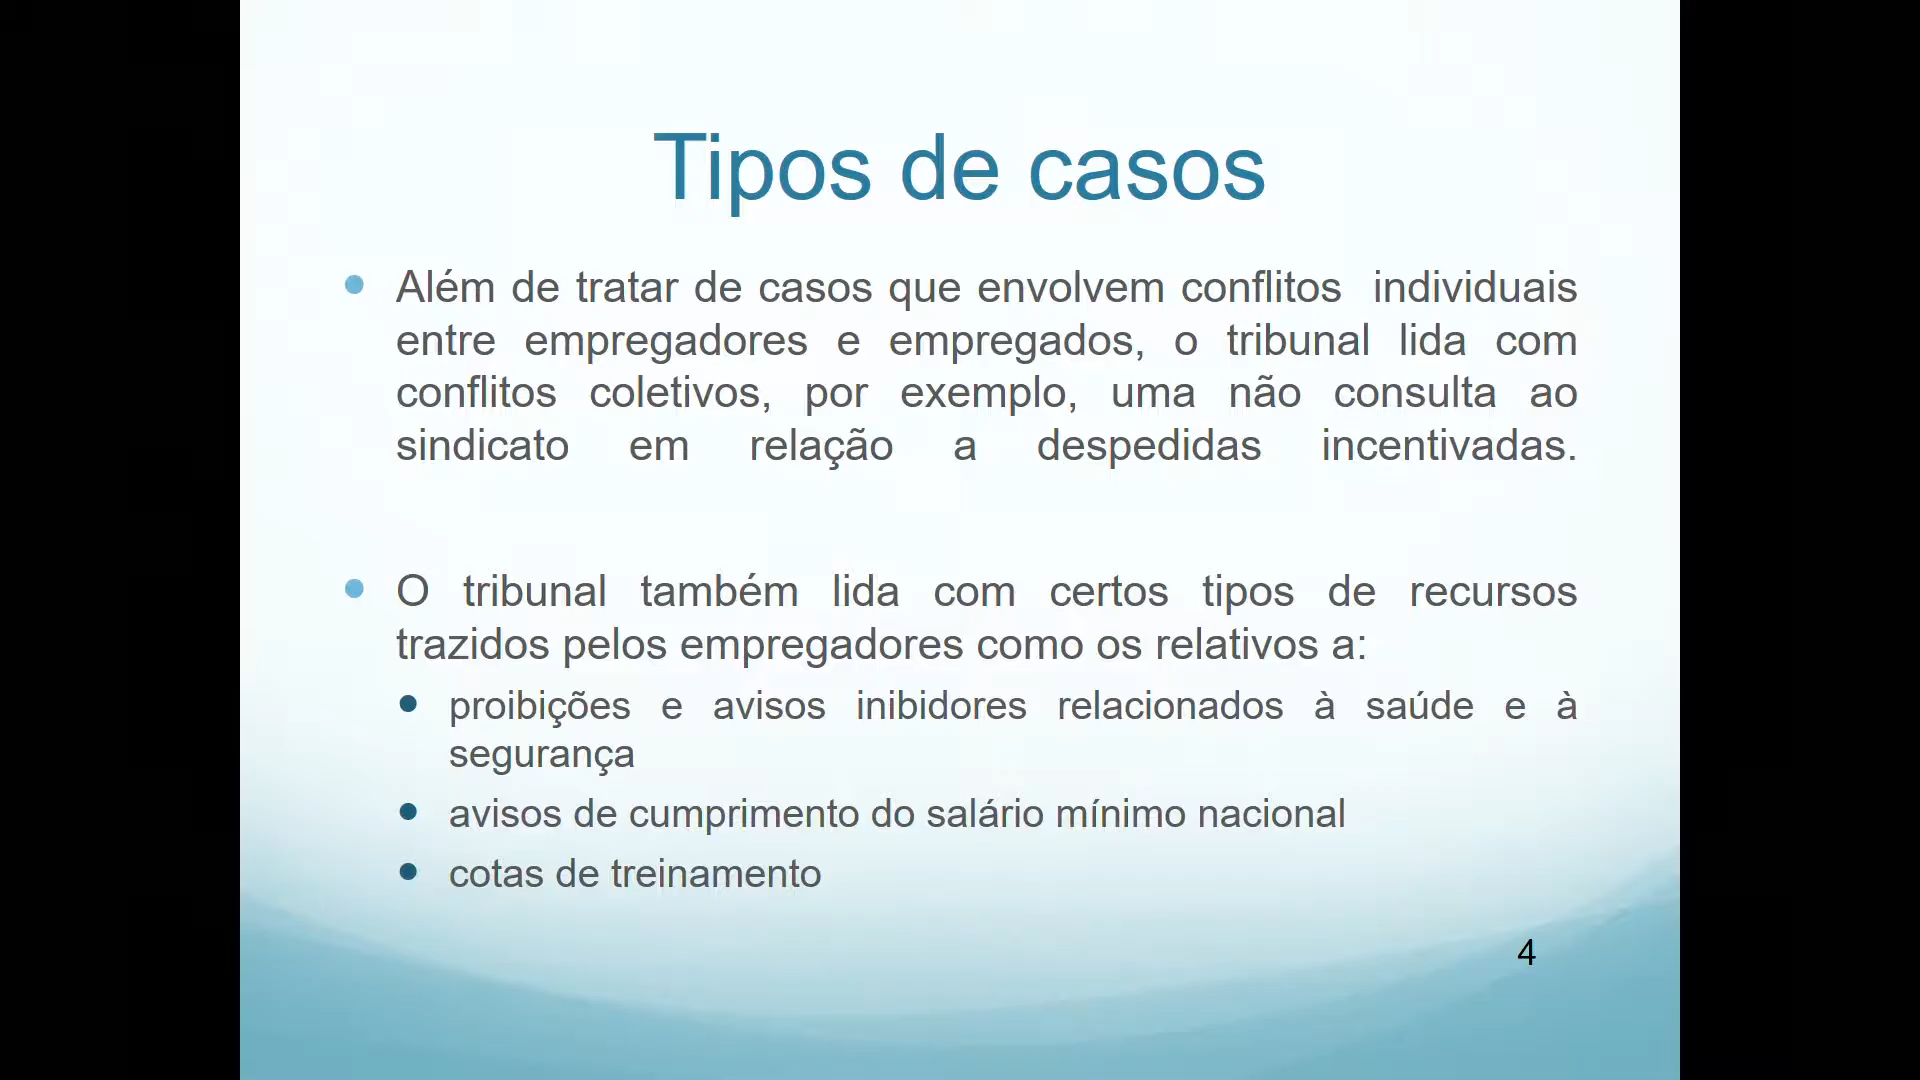 Tipos de casos
Além de tratar de casos que envolvem conflitos individuais
entre empregadores e empregados, o tribunal lida com
conflitos coletivos, por exemplo, uma não consulta ao
sindicato em relação a despedidas incentivadas.
O tribunal também lida com certos tipos de recursos
trazidos pelos empregadores como os relativos a:
proibições e avisos inibidores relacionados à saúde e à
segurança
avisos de cumprimento do salário mínimo nacional
cotas de treinamento
4